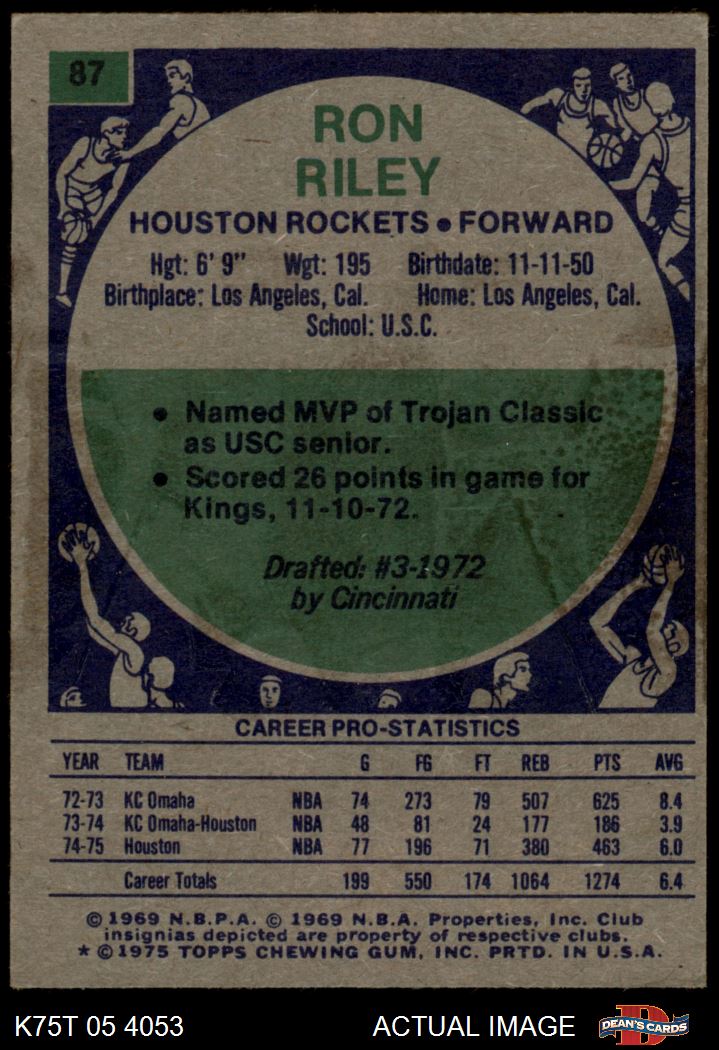 87
RON
RILEY
HOUSTON ROCKETS • FORWARD
Hgt: 6' 9" Wgt: 195 Birthdate: 11-11-50
Birthplace: Los Angeles, Cal. Home: Los Angeles, Cal.
School: U.S.C.
• Named MVP of Trojan Classic
as USC senior.
• Scored 26 points in game for
Kings, 11-10-72.
Drafted: #3-1972
by Cincinnati
CAREER PRO-STATISTICS
YEAR TEAM G FG FT REB PTS AVG
72-73 KC Omaha NBA 74 273 79 507 625 8.4
73-74 KC Omaha-Houston NBA 48 81 24 177 186 3.9
74-75 Houston NBA 77 196 71 380 463 6.0
Career Totals 199 550 174 1064 1274 6.4
© 1969 N.B.P.A. © 1969 N.B.A. Properties, Inc. Club
insignias depicted are property of respective clubs.
* © 1975 TOPPS CHEWING GUM, INC. PRTD. IN U.S.A.
K75T 05 4053 ACTUAL IMAGE DEAN'S CARDS